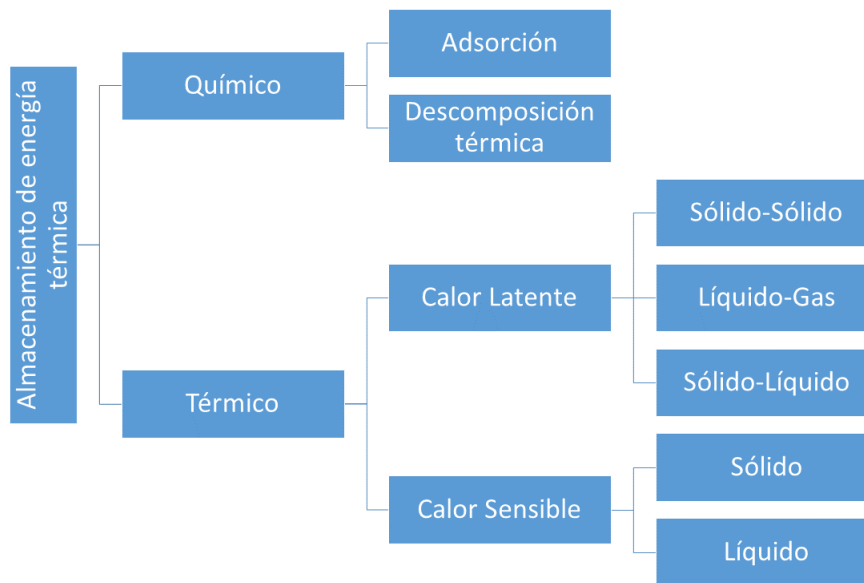 Almacenamiento de energía
térmica
Químico
Adsorción
Descomposición
térmica
Térmico
Calor Latente
Sólido-Sólido
Líquido-Gas
Sólido-Líquido
Calor Sensible
Sólido
Líquido